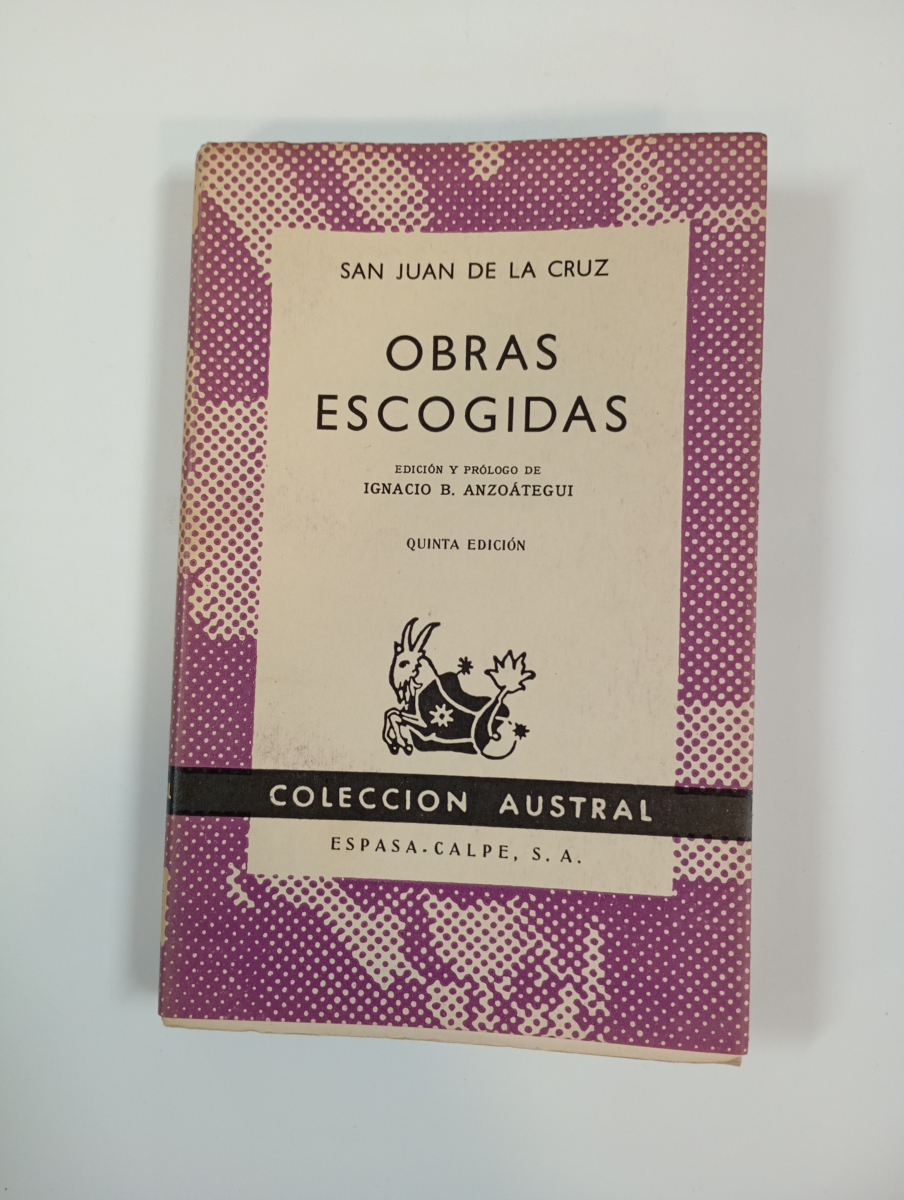 SAN JUAN DE LA CRUZ
OBRAS
ESCOGIDAS
EDICIÓN Y PRÓLOGO DE
IGNACIO B. ANZOÁTEGUI
QUINTA EDICIÓN
COLECCION AUSTRAL
ESPASA-CALPE, S. A.